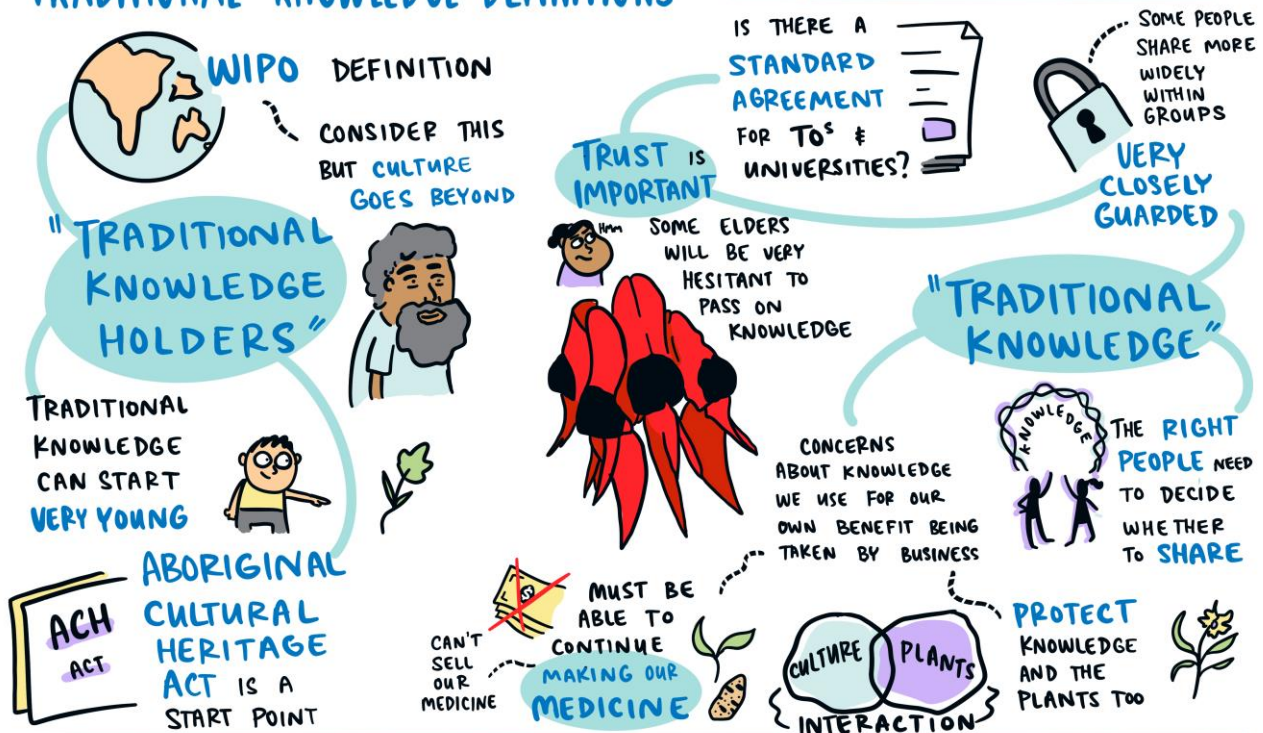 TRADITIONAL KNOWLEDGE DEFINITIONS
WIPO DEFINITION
CONSIDER THIS
BUT CULTURE
GOES BEYOND
"TRADITIONAL
KNOWLEDGE
HOLDERS"
TRADITIONAL
KNOWLEDGE
CAN START
VERY YOUNG
ACH
ACT
ABORIGINAL
CULTURAL
HERITAGE
ACT IS A
START POINT
IS THERE A
STANDARD
AGREEMENT
FOR TOS &
UNIVERSITIES?
TRUST IS
IMPORTANT
HMM
SOME ELDERS
WILL BE VERY
HESITANT TO
PASS ON
KNOWLEDGE
SOME PEOPLE
SHARE MORE
WIDELY
WITHIN
GROUPS
VERY
CLOSELY
GUARDED
"TRADITIONAL
KNOWLEDGE"
CONCERNS
ABOUT KNOWLEDGE
WE USE FOR OUR
OWN BENEFIT BEING
TAKEN BY BUSINESS
KNOWLEDGE
THE RIGHT
PEOPLE NEED
TO DECIDE
WHETHER
TO SHARE
$
CAN'T
SELL
OUR
MEDICINE
MUST BE
ABLE TO
CONTINUE
MAKING OUR
MEDICINE
CULTURE
PLANTS
INTERACTION
PROTECT
KNOWLEDGE
AND THE
PLANTS TOO